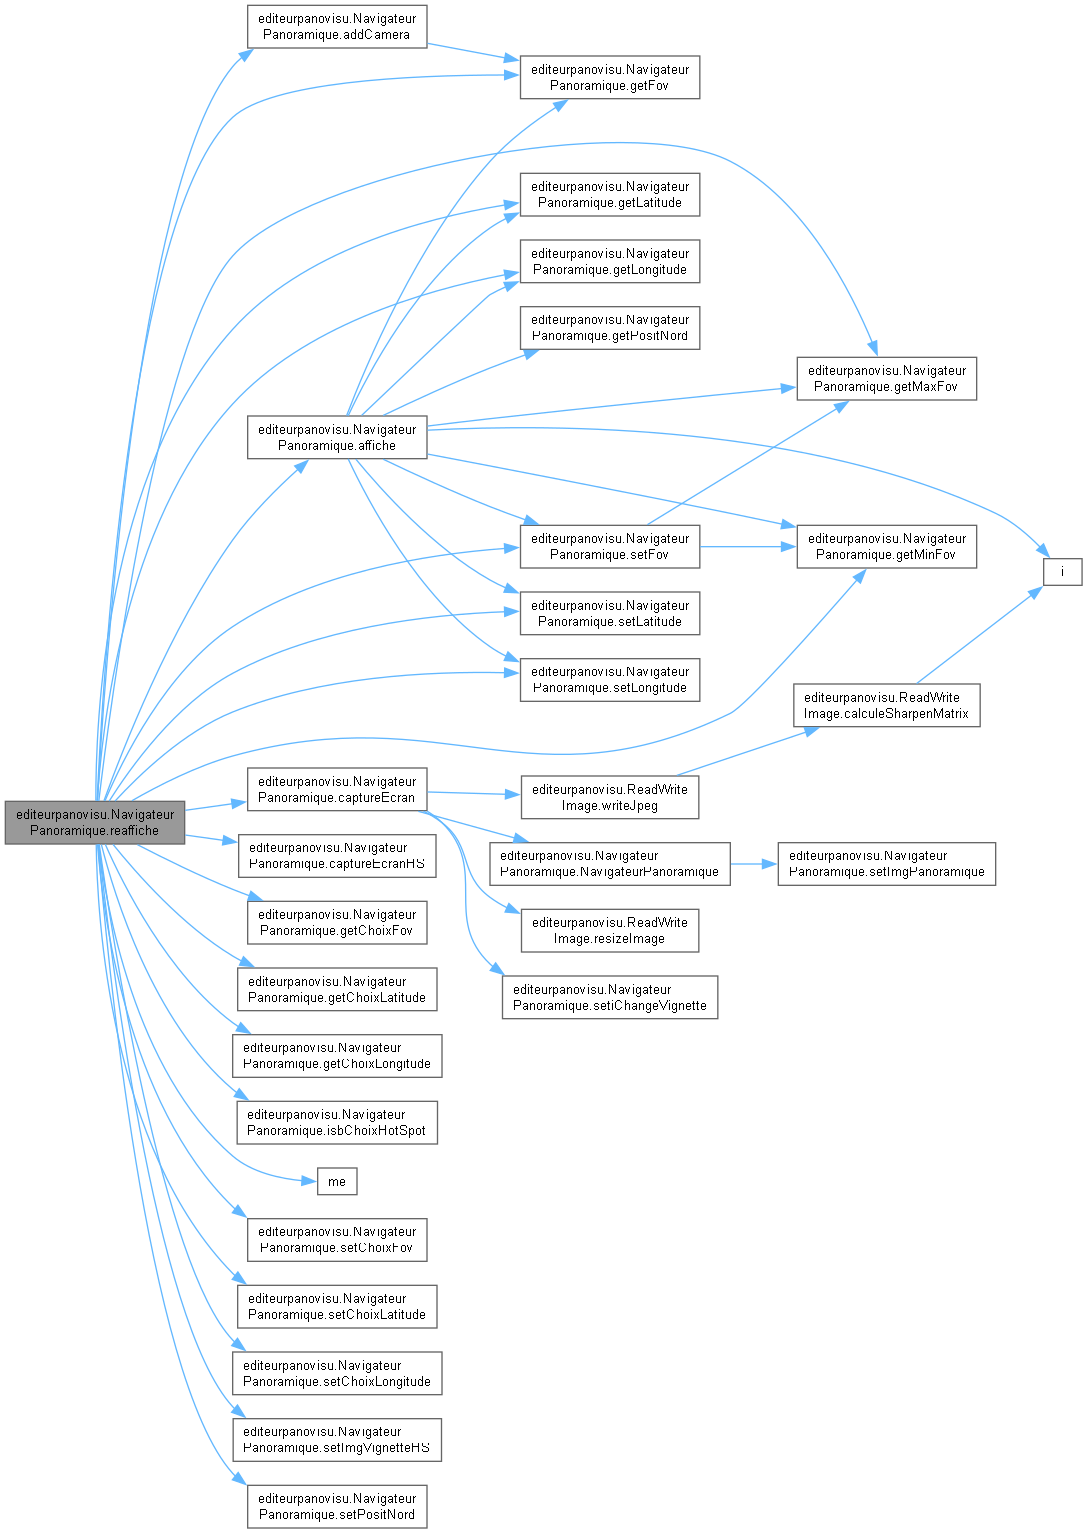 editeurpanovisu.Navigateur
Panoramique.addCamera
editeurpanovisu.Navigateur
Panoramique.getFov
editeurpanovisu.Navigateur
Panoramique.getLatitude
editeurpanovisu.Navigateur
Panoramique.getLongitude
editeurpanovisu.Navigateur
Panoramique.getPositNord
editeurpanovisu.Navigateur
Panoramique.getMaxFov
editeurpanovisu.Navigateur
Panoramique.affiche
editeurpanovisu.Navigateur
Panoramique.setFov
editeurpanovisu.Navigateur
Panoramique.getMinFov
i
editeurpanovisu.Navigateur
Panoramique.setLatitude
editeurpanovisu.Navigateur
Panoramique.setLongitude
editeurpanovisu.ReadWrite
Image.calculeSharpenMatrix
editeurpanovisu.Navigateur
Panoramique.captureEcran
editeurpanovisu.ReadWrite
Image.writeJpeg
editeurpanovisu.Navigateur
Panoramique.reaffiche
editeurpanovisu.Navigateur
Panoramique.captureEcranHS
editeurpanovisu.Navigateur
Panoramique.NavigateurPanoramique
editeurpanovisu.Navigateur
Panoramique.setImgPanoramique
editeurpanovisu.Navigateur
Panoramique.getChoixFov
editeurpanovisu.ReadWrite
Image.resizeImage
editeurpanovisu.Navigateur
Panoramique.getChoixLatitude
editeurpanovisu.Navigateur
Panoramique.setiChangeVignette
editeurpanovisu.Navigateur
Panoramique.getChoixLongitude
editeurpanovisu.Navigateur
Panoramique.isbChoixHotSpot
me
editeurpanovisu.Navigateur
Panoramique.setChoixFov
editeurpanovisu.Navigateur
Panoramique.setChoixLatitude
editeurpanovisu.Navigateur
Panoramique.setChoixLongitude
editeurpanovisu.Navigateur
Panoramique.setImgVignetteHS
editeurpanovisu.Navigateur
Panoramique.setPositNord